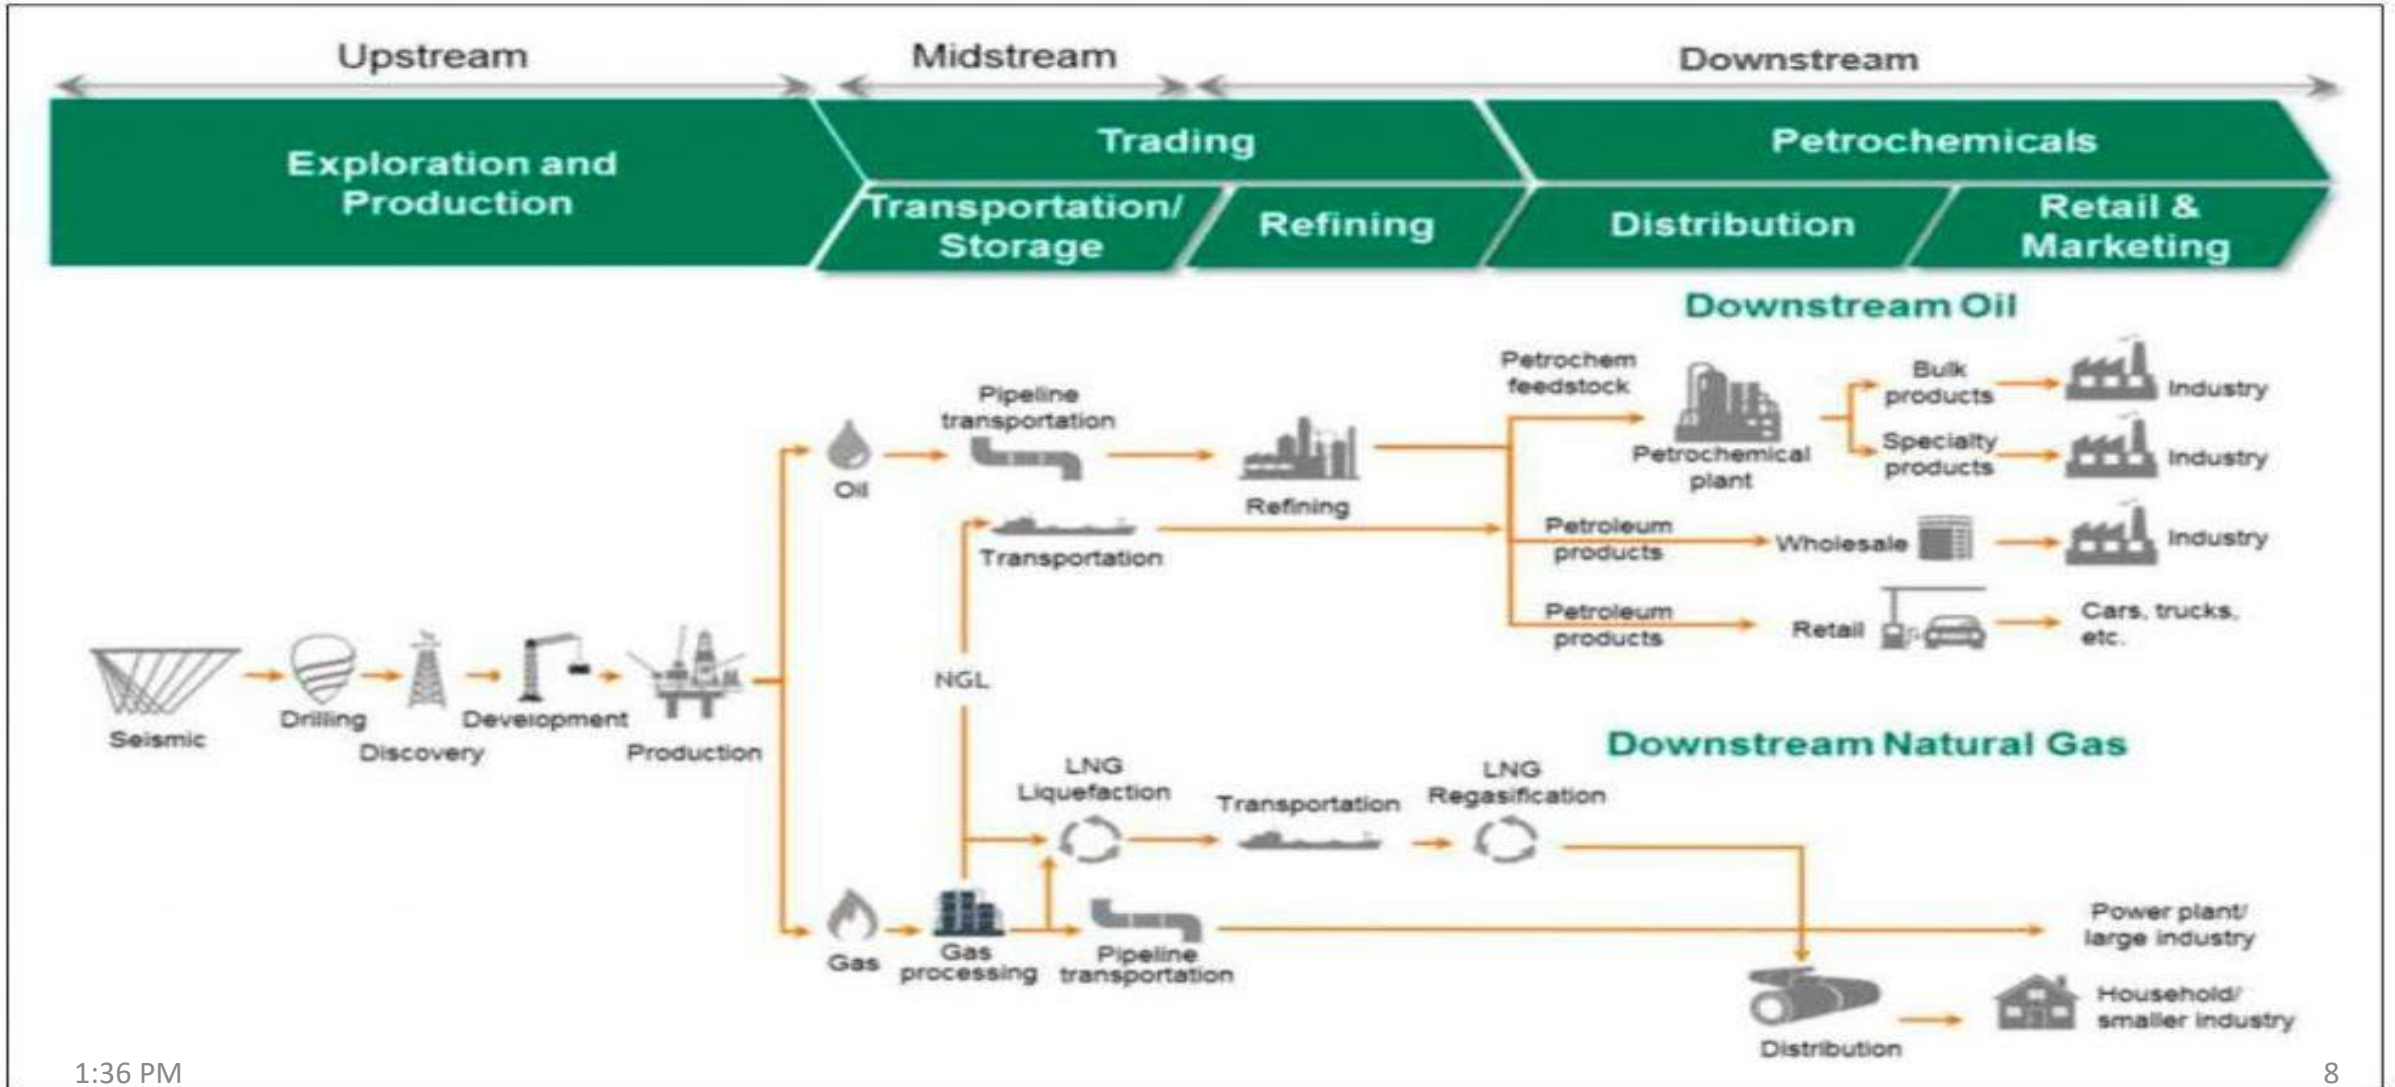 Upstream
Midstream
Downstream
Exploration and
Production
Trading
Petrochemicals
Transportation/
Storage
Refining
Distribution
Retail &
Marketing
Downstream Oil
Petrochem
feedstock
Bulk
products
Industry
Pipeline
transportation
Specialty
products
Industry
Petrochemical
plant
Oil
Refining
Petroleum
products
Wholesale
Industry
Transportation
Petroleum
products
Retail
Cars, trucks,
etc.
NGL
Seismic
Drilling
Discovery
Development
Production
Downstream Natural Gas
LNG
Liquefaction
Transportation
LNG
Regasification
Gas
Gas
processing
Pipeline
transportation
Power plant/
large industry
Household/
smaller industry
Distribution
1:36 PM
8